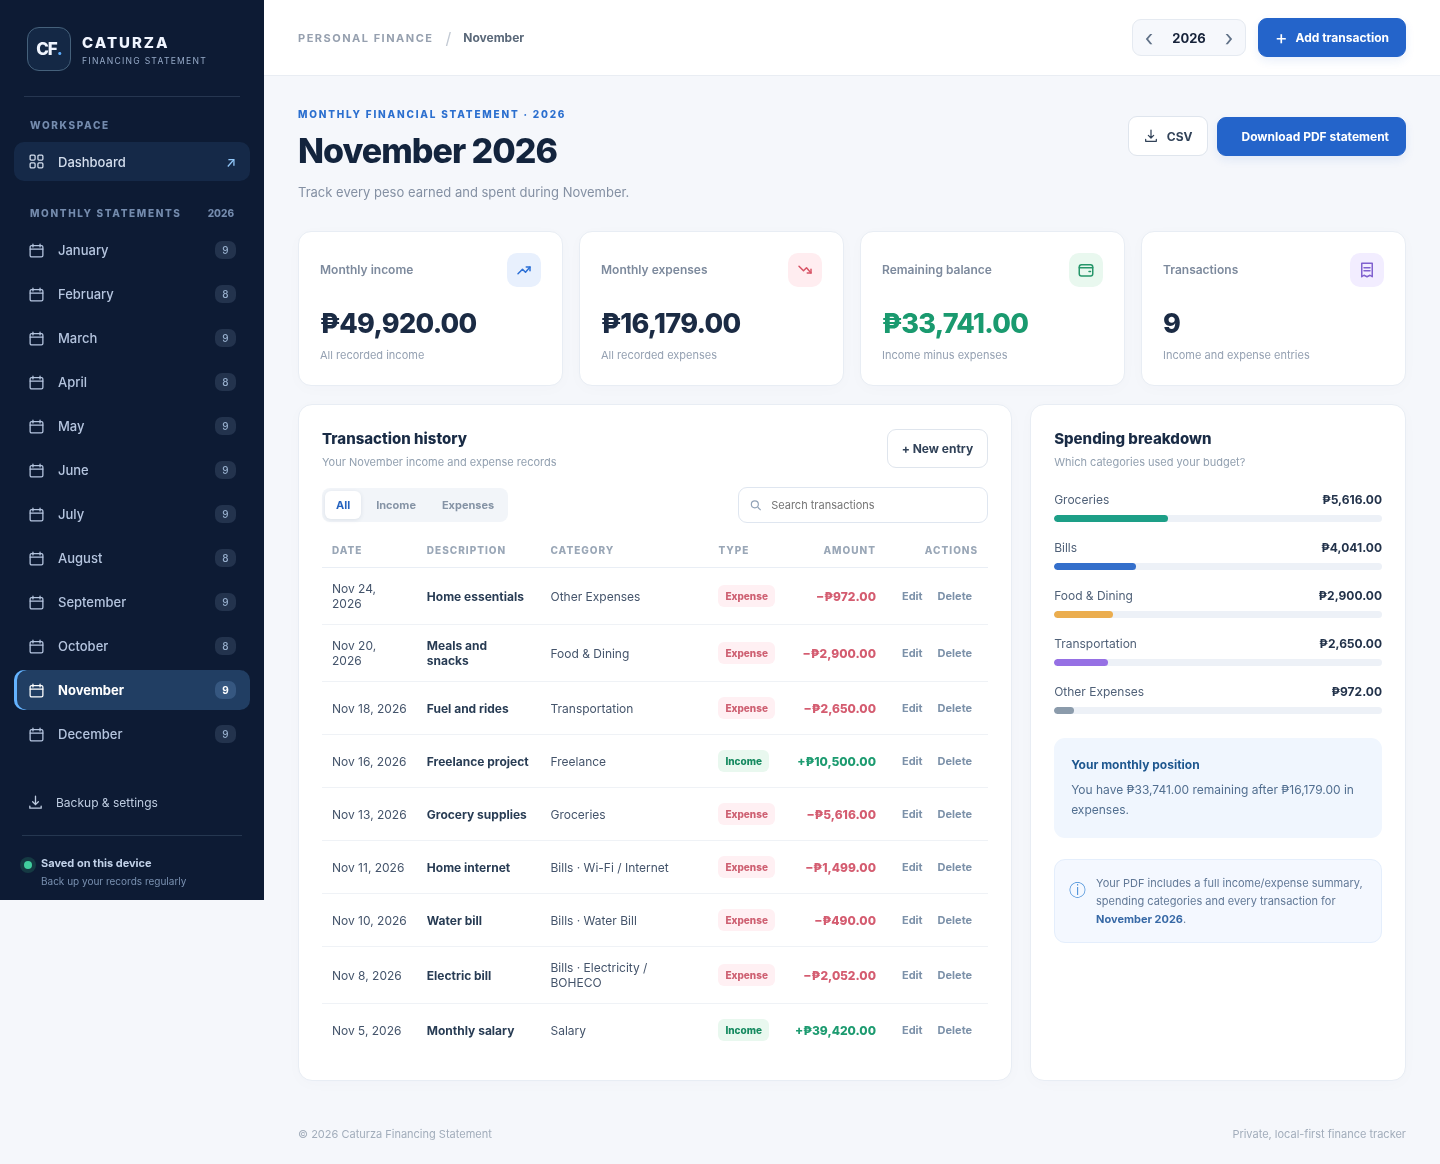 CF.
CATURZA
FINANCING STATEMENT
WORKSPACE
Dashboard
MONTHLY STATEMENTS 2026
January 9
February 8
March 9
April 8
May 9
June 9
July 9
August 8
September 9
October 8
November 9
December 9
Backup & settings
Saved on this device
Back up your records regularly
PERSONAL FINANCE / November
2026
+ Add transaction
MONTHLY FINANCIAL STATEMENT · 2026
November 2026
Track every peso earned and spent during November.
CSV
Download PDF statement
Monthly income
₱49,920.00
All recorded income
Monthly expenses
₱16,179.00
All recorded expenses
Remaining balance
₱33,741.00
Income minus expenses
Transactions
9
Income and expense entries
Transaction history
Your November income and expense records
+ New entry
All Income Expenses
Search transactions
DATE DESCRIPTION CATEGORY TYPE AMOUNT ACTIONS
Nov 24, 2026 Home essentials Other Expenses Expense −₱972.00 Edit Delete
Nov 20, 2026 Meals and snacks Food & Dining Expense −₱2,900.00 Edit Delete
Nov 18, 2026 Fuel and rides Transportation Expense −₱2,650.00 Edit Delete
Nov 16, 2026 Freelance project Freelance Income +₱10,500.00 Edit Delete
Nov 13, 2026 Grocery supplies Groceries Expense −₱5,616.00 Edit Delete
Nov 11, 2026 Home internet Bills · Wi-Fi / Internet Expense −₱1,499.00 Edit Delete
Nov 10, 2026 Water bill Bills · Water Bill Expense −₱490.00 Edit Delete
Nov 8, 2026 Electric bill Bills · Electricity / BOHECO Expense −₱2,052.00 Edit Delete
Nov 5, 2026 Monthly salary Salary Income +₱39,420.00 Edit Delete
Spending breakdown
Which categories used your budget?
Groceries ₱5,616.00
Bills ₱4,041.00
Food & Dining ₱2,900.00
Transportation ₱2,650.00
Other Expenses ₱972.00
Your monthly position
You have ₱33,741.00 remaining after ₱16,179.00 in
expenses.
Your PDF includes a full income/expense summary,
spending categories and every transaction for
November 2026.
© 2026 Caturza Financing Statement
Private, local-first finance tracker